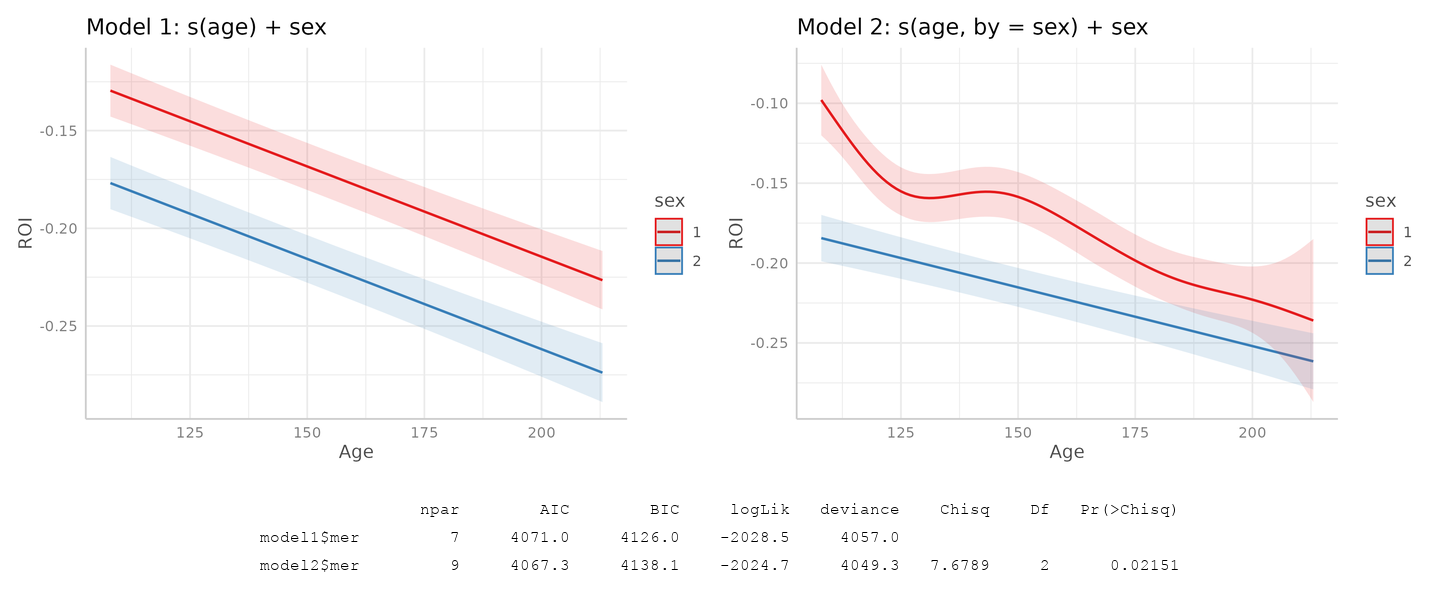 Model 1: s(age) + sex
-0.15
-0.20
-0.25
ROI
125 150 175 200
Age
sex
1
2
Model 2: s(age, by = sex) + sex
-0.10
-0.15
-0.20
-0.25
ROI
125 150 175 200
Age
sex
1
2
npar AIC BIC logLik deviance Chisq Df Pr(>Chisq)
model1$mer 7 4071.0 4126.0 -2028.5 4057.0
model2$mer 9 4067.3 4138.1 -2024.7 4049.3 7.6789 2 0.02151